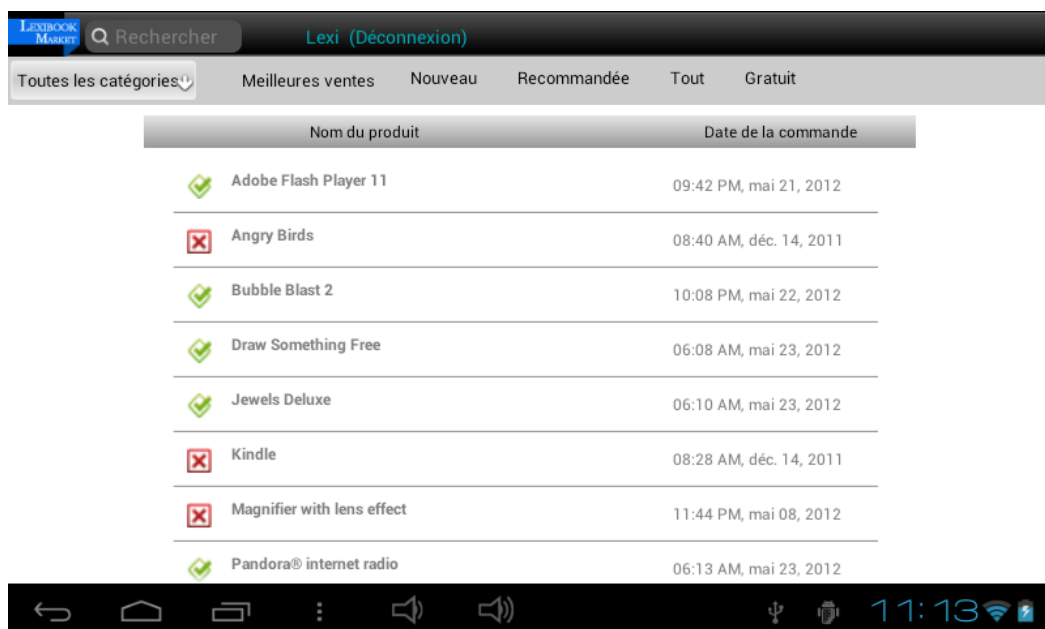 LEXIBOOK
MARKET
Rechercher
Lexi (Déconnexion)
Toutes les catégories
Meilleures ventes
Nouveau
Recommandée
Tout
Gratuit
Nom du produit
Date de la commande
Adobe Flash Player 11
09:42 PM, mai 21, 2012
Angry Birds
08:40 AM, déc. 14, 2011
Bubble Blast 2
10:08 PM, mai 22, 2012
Draw Something Free
06:08 AM, mai 23, 2012
Jewels Deluxe
06:10 AM, mai 23, 2012
Kindle
08:28 AM, déc. 14, 2011
Magnifier with lens effect
11:44 PM, mai 08, 2012
Pandora® internet radio
06:13 AM, mai 23, 2012
11:13